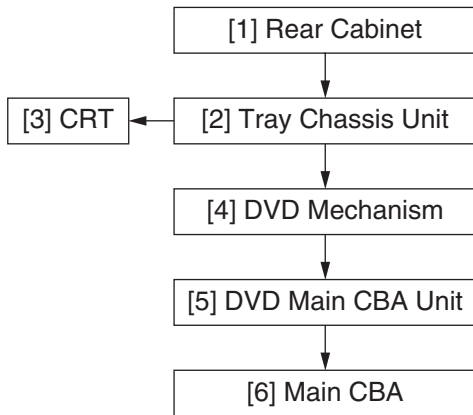 [1] Rear Cabinet
[3] CRT
[2] Tray Chassis Unit
[4] DVD Mechanism
[5] DVD Main CBA Unit
[6] Main CBA